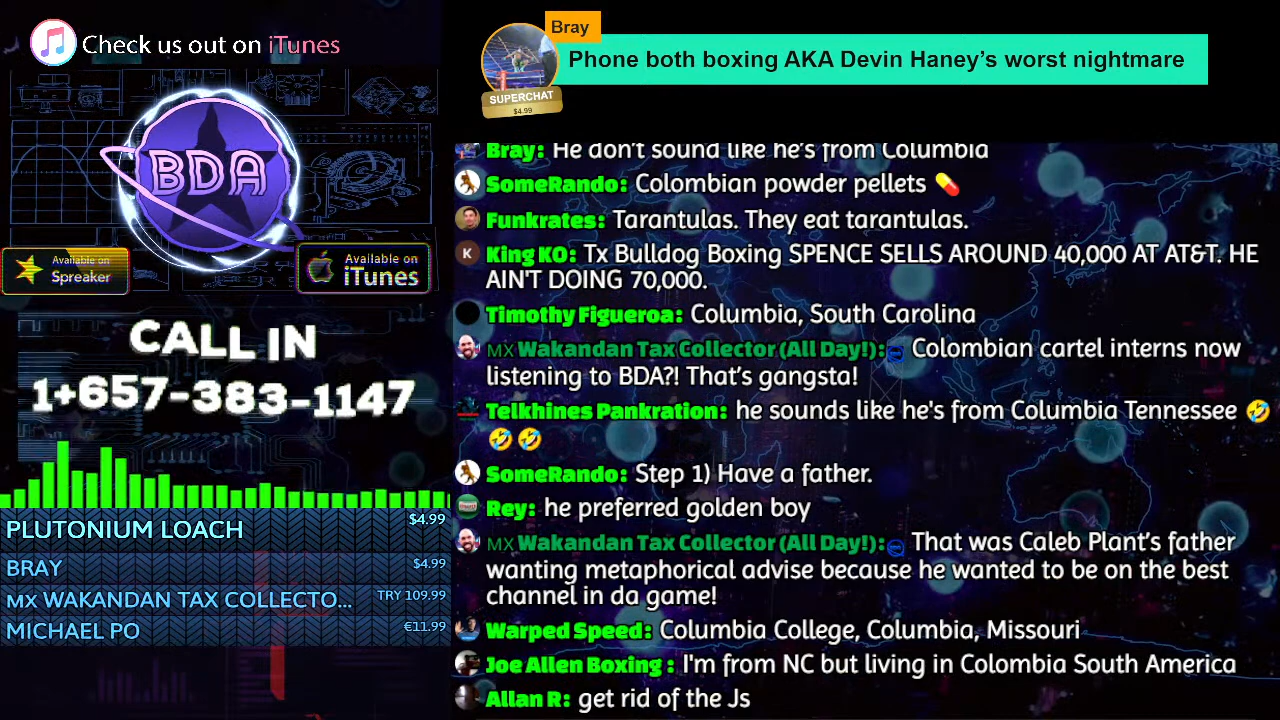 Check us out on iTunes
BDA
Available on
Spreaker
Available on
iTunes
CALL IN
1+657-383-1147
PLUTONIUM LOACH $4.99
BRAY $4.99
MX WAKANDAN TAX COLLECTO... TRY 109.99
MICHAEL PO €11.99
Bray
Phone both boxing AKA Devin Haney's worst nightmare
SUPERCHAT
$4.99
Bray: He don't sound like he's from Columbia
SomeRando: Colombian powder pellets 💊
Funkrates: Tarantulas. They eat tarantulas.
K King KO: Tx Bulldog Boxing SPENCE SELLS AROUND 40,000 AT AT&T. HE
AIN'T DOING 70,000.
Timothy Figueroa: Columbia, South Carolina
MX Wakandan Tax Collector (All Day!): Colombian cartel interns now
listening to BDA?! That's gangsta!
Telkhines Pankration: he sounds like he's from Columbia Tennessee 🤣
🤣🤣
SomeRando: Step 1) Have a father.
Rey: he preferred golden boy
MX Wakandan Tax Collector (All Day!): That was Caleb Plant's father
wanting metaphorical advise because he wanted to be on the best
channel in da game!
Warped Speed: Columbia College, Columbia, Missouri
Joe Allen Boxing : I'm from NC but living in Colombia South America
Allan R: get rid of the Js